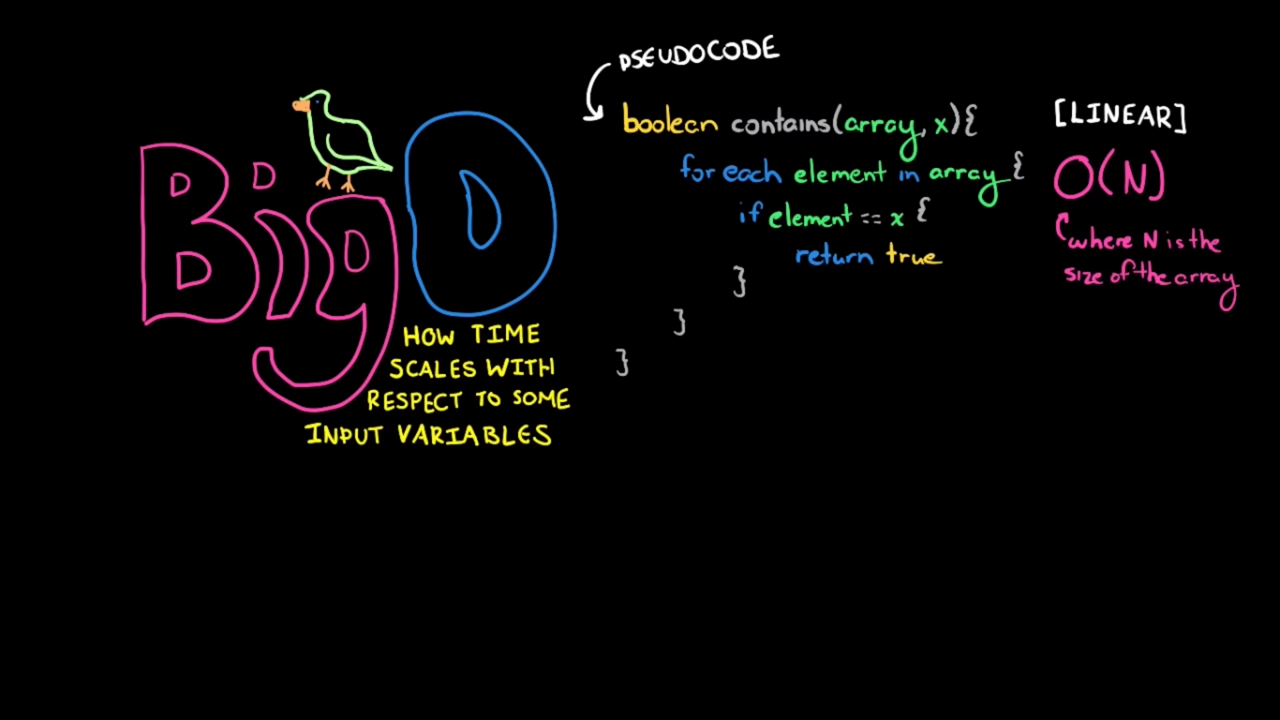 Big O
HOW TIME
SCALES WITH
RESPECT TO SOME
INPUT VARIABLES
PSEUDOCODE
boolean contains(array, x){
for each element in array {
if element == x {
return true
}
}
}
[LINEAR]
O(N)
where N is the
size of the array